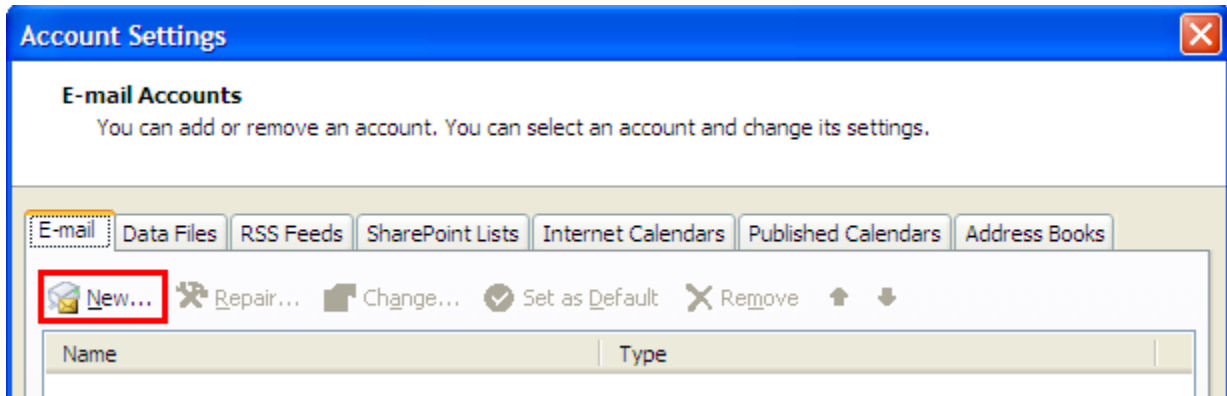 Account Settings
E-mail Accounts
You can add or remove an account. You can select an account and change its settings.
E-mail Data Files RSS Feeds SharePoint Lists Internet Calendars Published Calendars Address Books
New... Repair... Change... Set as Default Remove
Name Type